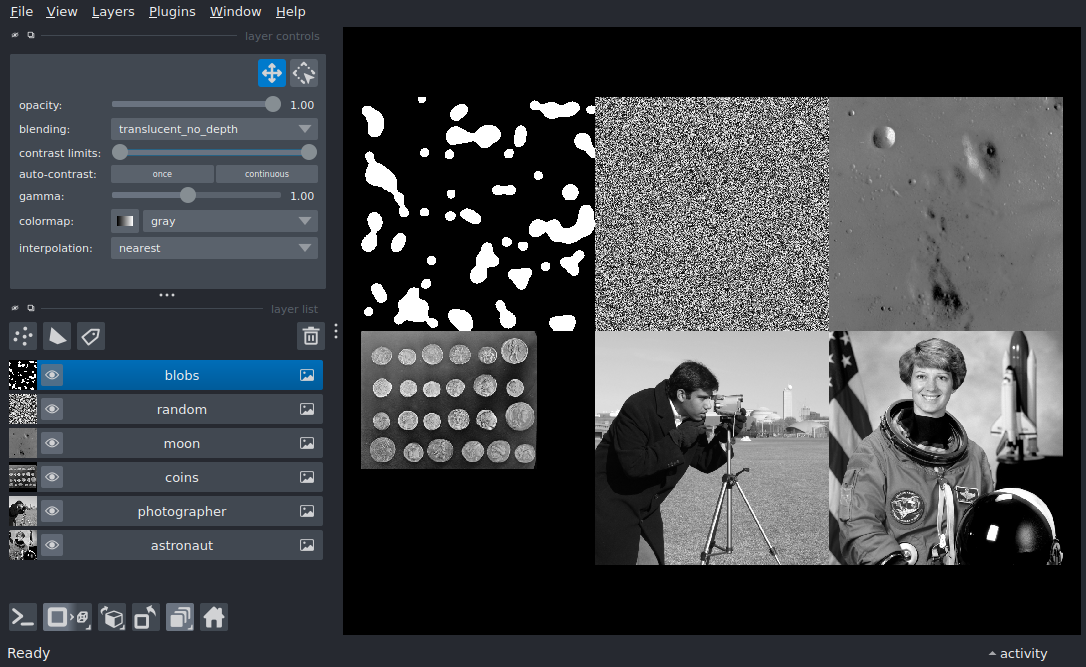 File View Layers Plugins Window Help
layer controls
opacity: 1.00
blending: translucent_no_depth
contrast limits:
auto-contrast: once continuous
gamma: 1.00
colormap: gray
interpolation: nearest
layer list
blobs
random
moon
coins
photographer
astronaut
Ready activity